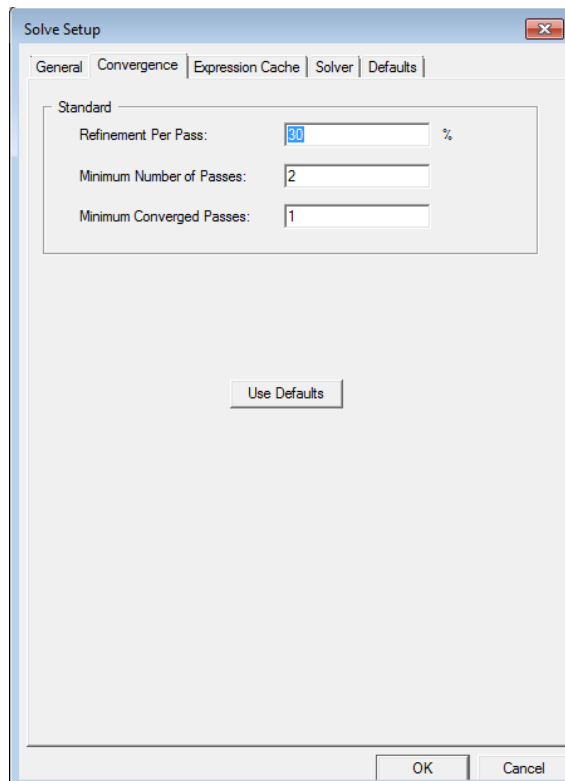 Solve Setup
General Convergence Expression Cache Solver Defaults
Standard
Refinement Per Pass: 30 %
Minimum Number of Passes: 2
Minimum Converged Passes: 1
Use Defaults
OK Cancel